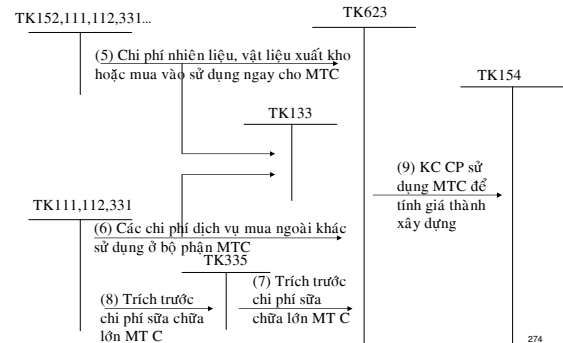 TK152,111,112,331...
TK623
(5) Chi phí nhiên liệu, vật liệu xuất kho
hoặc mua vào sử dụng ngay cho MTC
TK154
TK133
(9) KC CP sử
dụng MTC để
tính giá thành
xây dựng
TK111,112,331
(6) Các chi phí dịch vụ mua ngoài khác
sử dụng ở bộ phận MTC
TK335
(7) Trích trước
chi phí sữa
chữa lớn MT C
(8) Trích trước
chi phí sữa chữa
lớn MT C
274